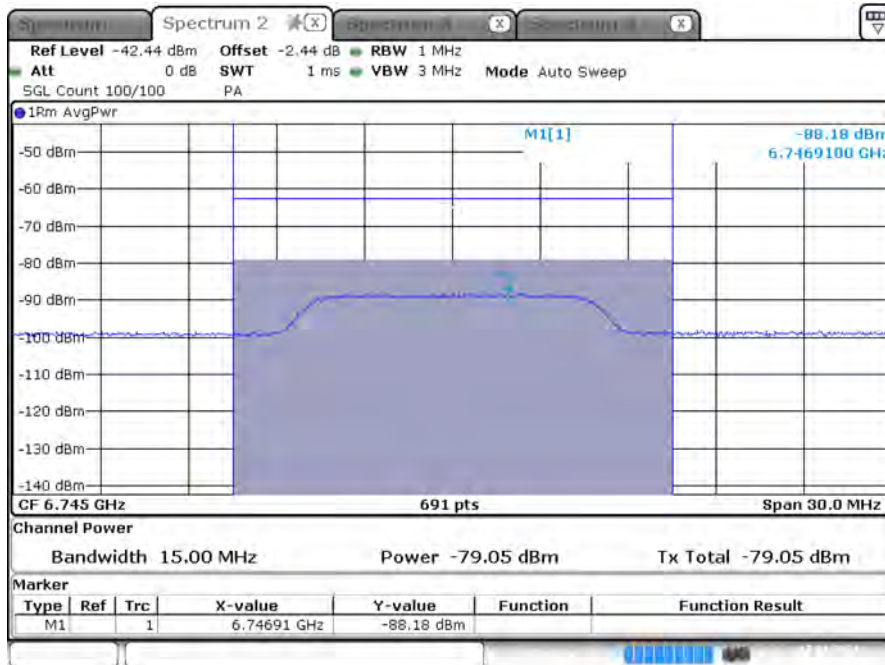 Spectrum Spectrum 2 X X X
Ref Level -42.44 dBm Offset -2.44 dB RBW 1 MHz
Att 0 dB SWT 1 ms VBW 3 MHz Mode Auto Sweep
SGL Count 100/100 PA
1Rm AvgPwr
M1[1] -88.18 dBm
6.7469100 GHz
-50 dBm
-60 dBm
-70 dBm
-80 dBm
-90 dBm
-100 dBm
-110 dBm
-120 dBm
-130 dBm
-140 dBm
CF 6.745 GHz 691 pts Span 30.0 MHz
Channel Power
Bandwidth 15.00 MHz Power -79.05 dBm Tx Total -79.05 dBm
Marker
Type Ref Trc X-value Y-value Function Function Result
M1 1 6.74691 GHz -88.18 dBm